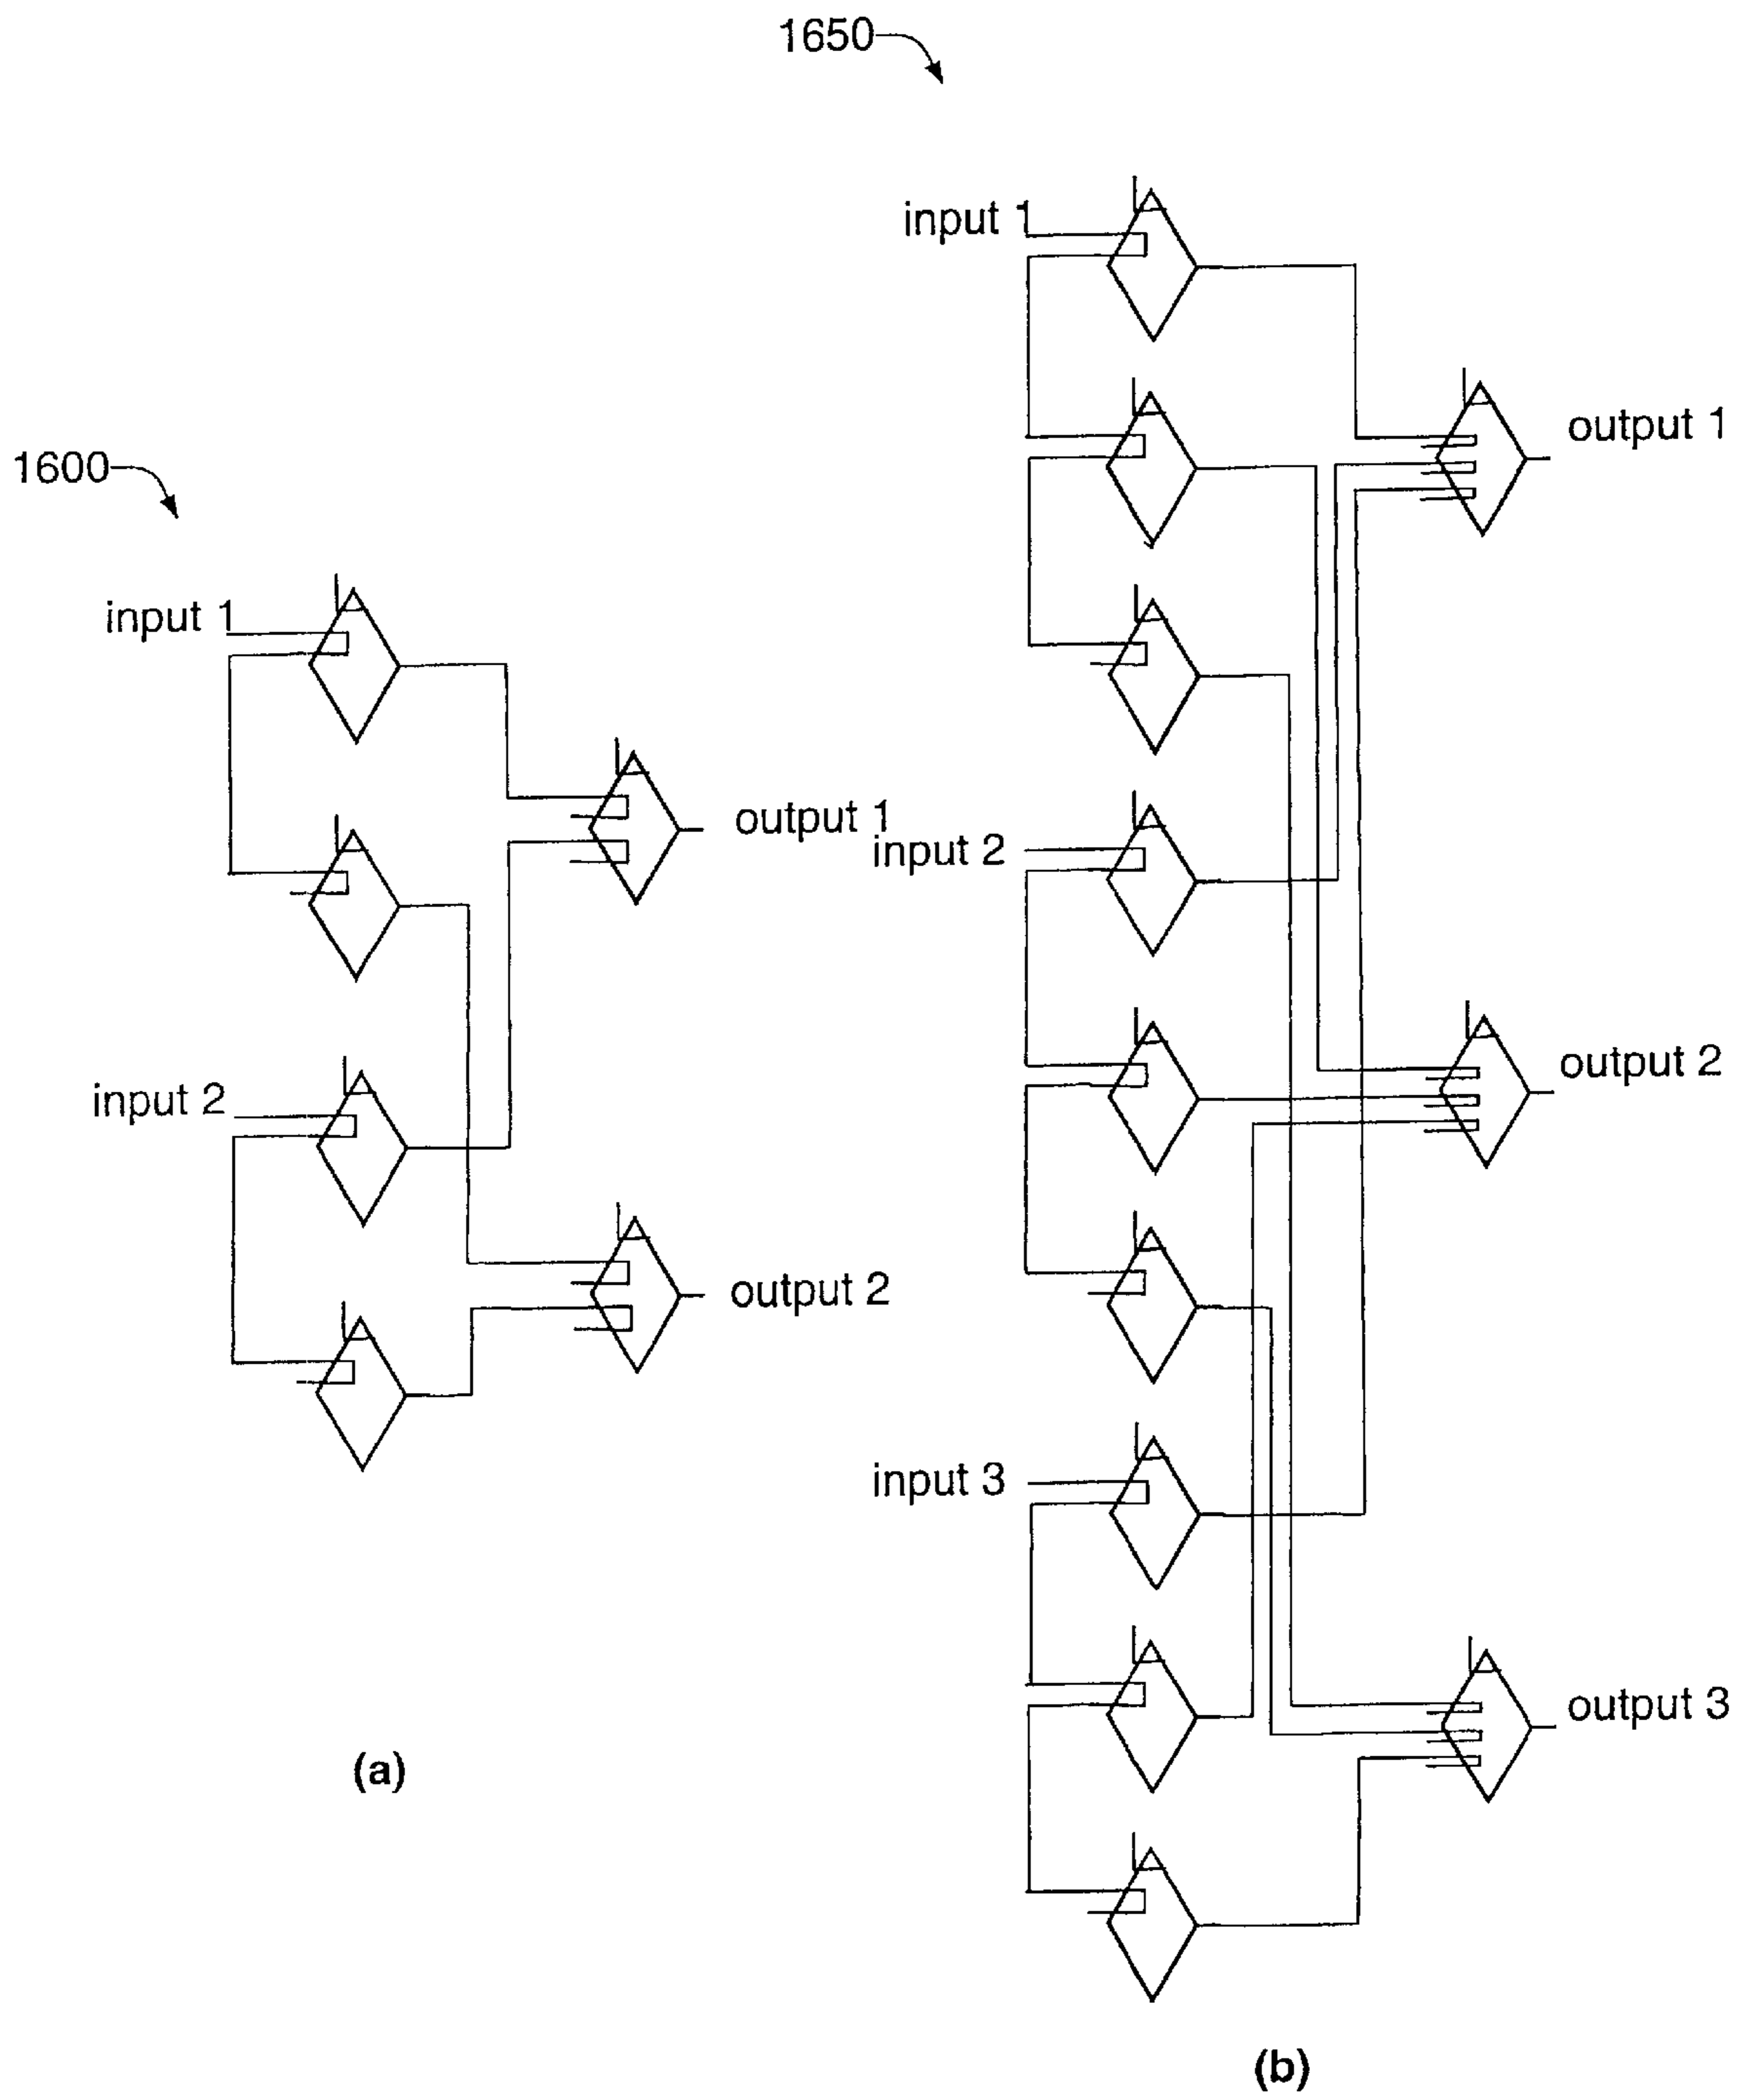 1650
input 1
output 1
1600
input 1
output 1
input 2
input 2
output 2
output 2
input 3
output 3
(a)
(b)